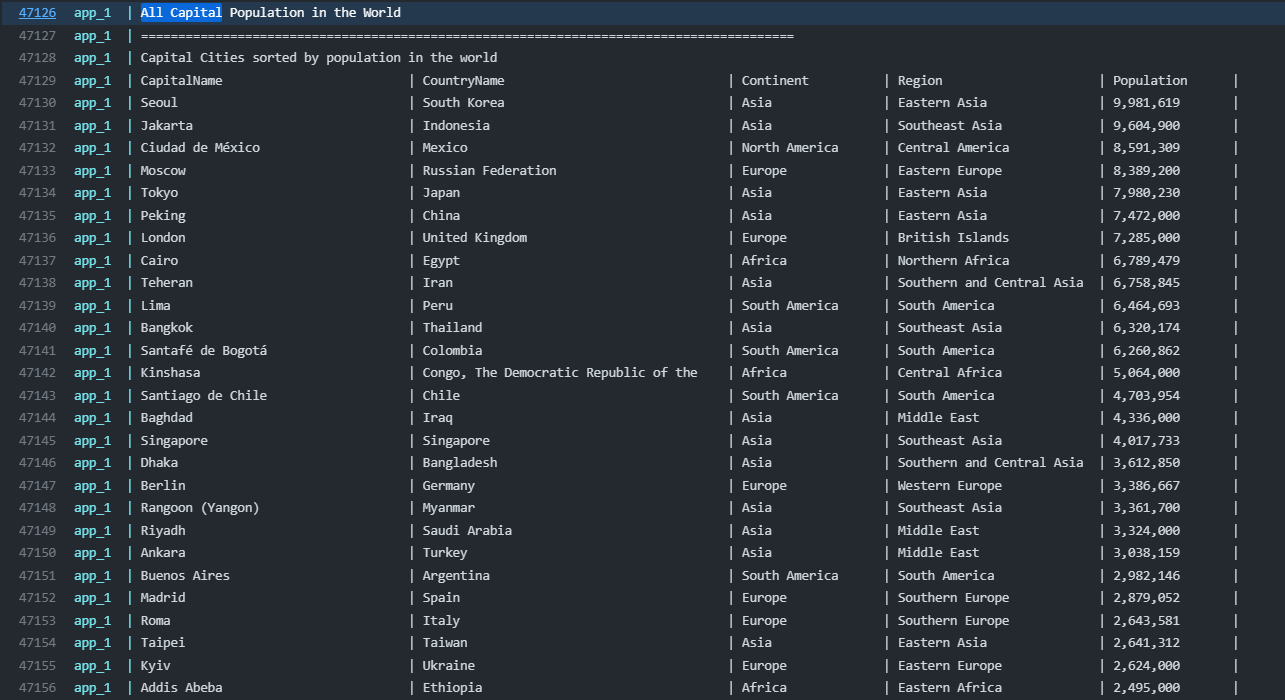 47126 app_1 | All Capital Population in the World
47127 app_1 | ========================================================================================
47128 app_1 | Capital Cities sorted by population in the world
47129 app_1 | CapitalName | CountryName | Continent | Region | Population |
47130 app_1 | Seoul | South Korea | Asia | Eastern Asia | 9,981,619 |
47131 app_1 | Jakarta | Indonesia | Asia | Southeast Asia | 9,604,900 |
47132 app_1 | Ciudad de México | Mexico | North America | Central America | 8,591,309 |
47133 app_1 | Moscow | Russian Federation | Europe | Eastern Europe | 8,389,200 |
47134 app_1 | Tokyo | Japan | Asia | Eastern Asia | 7,980,230 |
47135 app_1 | Peking | China | Asia | Eastern Asia | 7,472,000 |
47136 app_1 | London | United Kingdom | Europe | British Islands | 7,285,000 |
47137 app_1 | Cairo | Egypt | Africa | Northern Africa | 6,789,479 |
47138 app_1 | Teheran | Iran | Asia | Southern and Central Asia | 6,758,845 |
47139 app_1 | Lima | Peru | South America | South America | 6,464,693 |
47140 app_1 | Bangkok | Thailand | Asia | Southeast Asia | 6,320,174 |
47141 app_1 | Santafé de Bogotá | Colombia | South America | South America | 6,260,862 |
47142 app_1 | Kinshasa | Congo, The Democratic Republic of the | Africa | Central Africa | 5,064,000 |
47143 app_1 | Santiago de Chile | Chile | South America | South America | 4,703,954 |
47144 app_1 | Baghdad | Iraq | Asia | Middle East | 4,336,000 |
47145 app_1 | Singapore | Singapore | Asia | Southeast Asia | 4,017,733 |
47146 app_1 | Dhaka | Bangladesh | Asia | Southern and Central Asia | 3,612,850 |
47147 app_1 | Berlin | Germany | Europe | Western Europe | 3,386,667 |
47148 app_1 | Rangoon (Yangon) | Myanmar | Asia | Southeast Asia | 3,361,700 |
47149 app_1 | Riyadh | Saudi Arabia | Asia | Middle East | 3,324,000 |
47150 app_1 | Ankara | Turkey | Asia | Middle East | 3,038,159 |
47151 app_1 | Buenos Aires | Argentina | South America | South America | 2,982,146 |
47152 app_1 | Madrid | Spain | Europe | Southern Europe | 2,879,052 |
47153 app_1 | Roma | Italy | Europe | Southern Europe | 2,643,581 |
47154 app_1 | Taipei | Taiwan | Asia | Eastern Asia | 2,641,312 |
47155 app_1 | Kyiv | Ukraine | Europe | Eastern Europe | 2,624,000 |
47156 app_1 | Addis Abeba | Ethiopia | Africa | Eastern Africa | 2,495,000 |